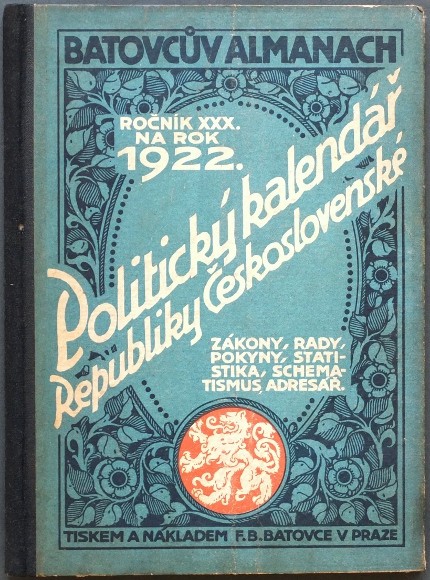 BATOVCŮV ALMANACH
ROČNÍK XXX.
NA ROK
1922.
Politický kalendář
Republiky Československé
ZÁKONY, RADY,
POKYNY, STATI-
STIKA, SCHEMA-
TISMUS, ADRESÁŘ.
TISKEM A NÁKLADEM F.B.BATOVCE V PRAZE